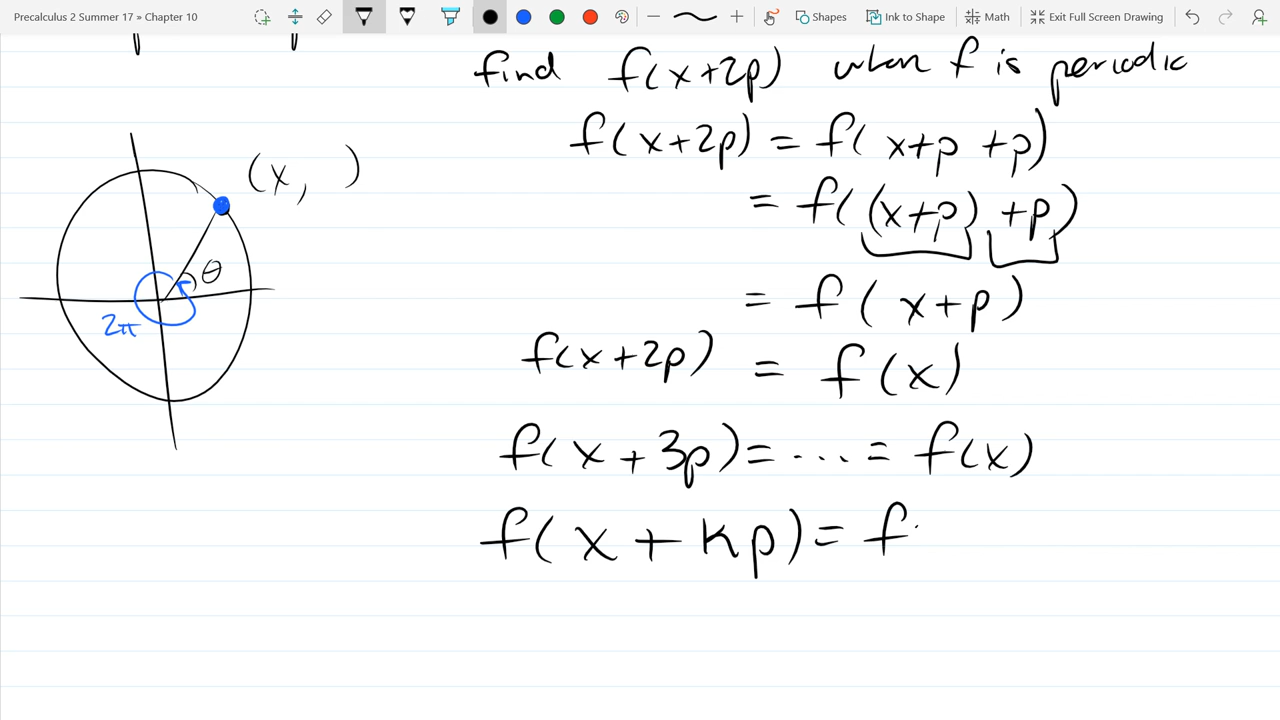 Precalculus 2 Summer 17 » Chapter 10
Shapes
Ink to Shape
Math
Exit Full Screen Drawing
find f(x+2p) when f is periodic
f(x+2p) = f(x+p +p)
= f((x+p) +p)
= f(x+p)
f(x+2p) = f(x)
f(x+3p) = ... = f(x)
f(x+kp) = f
(x, )
θ
2π